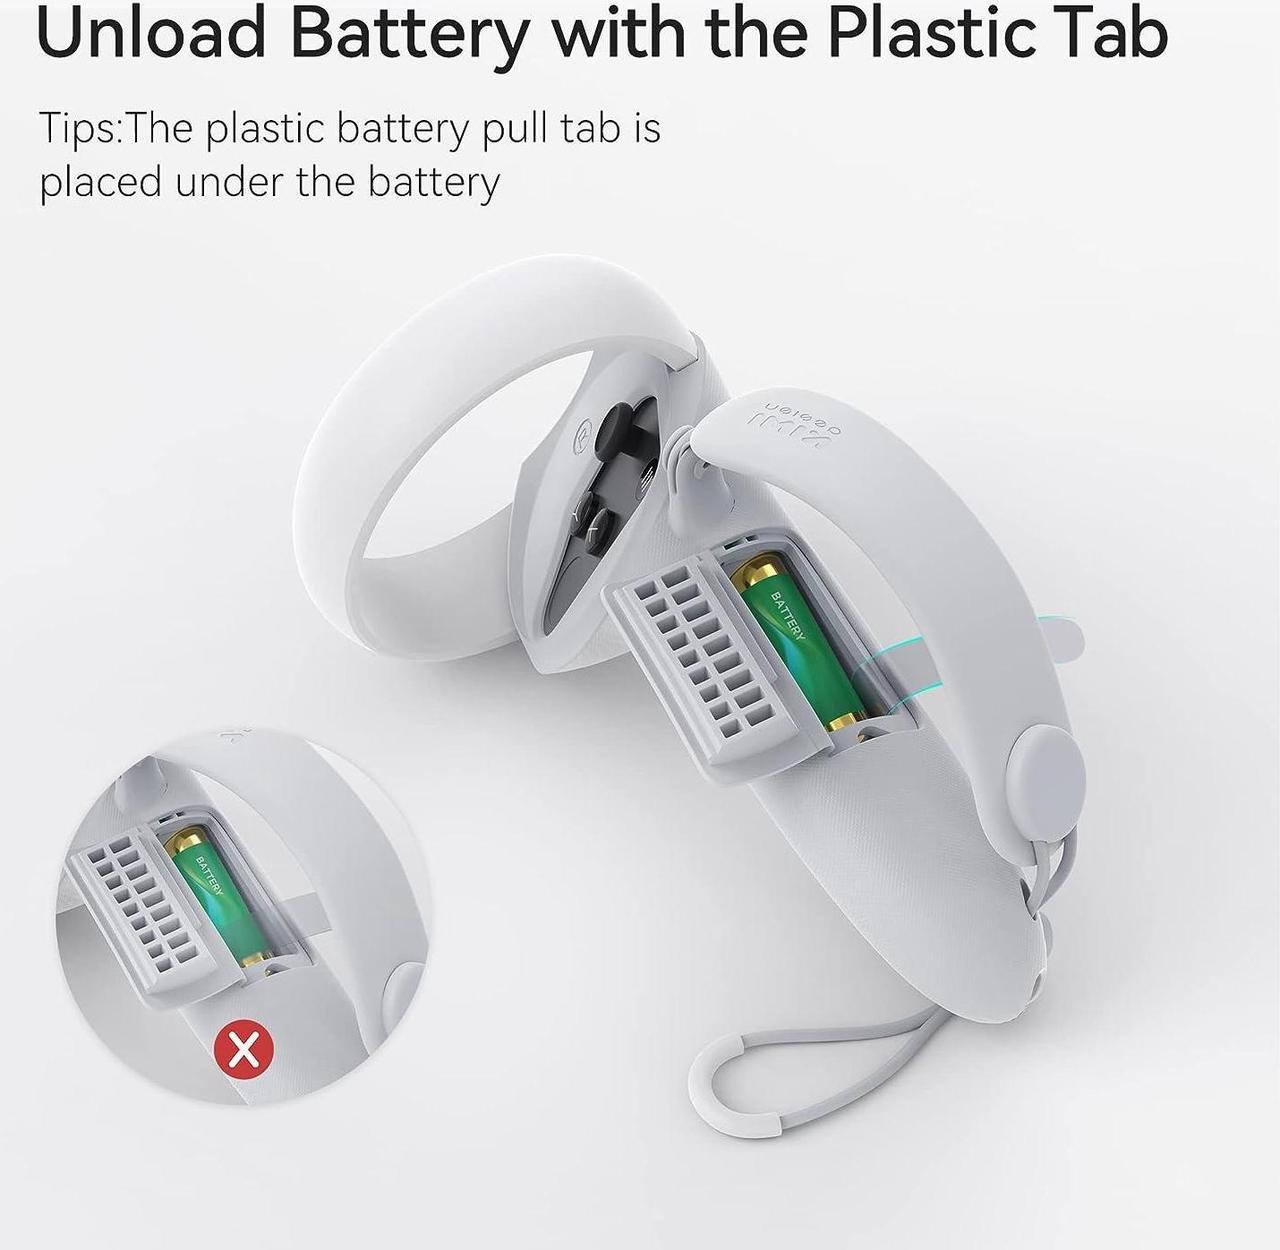 Unload Battery with the Plastic Tab
Tips:The plastic battery pull tab is
placed under the battery
BATTERY
BATTERY